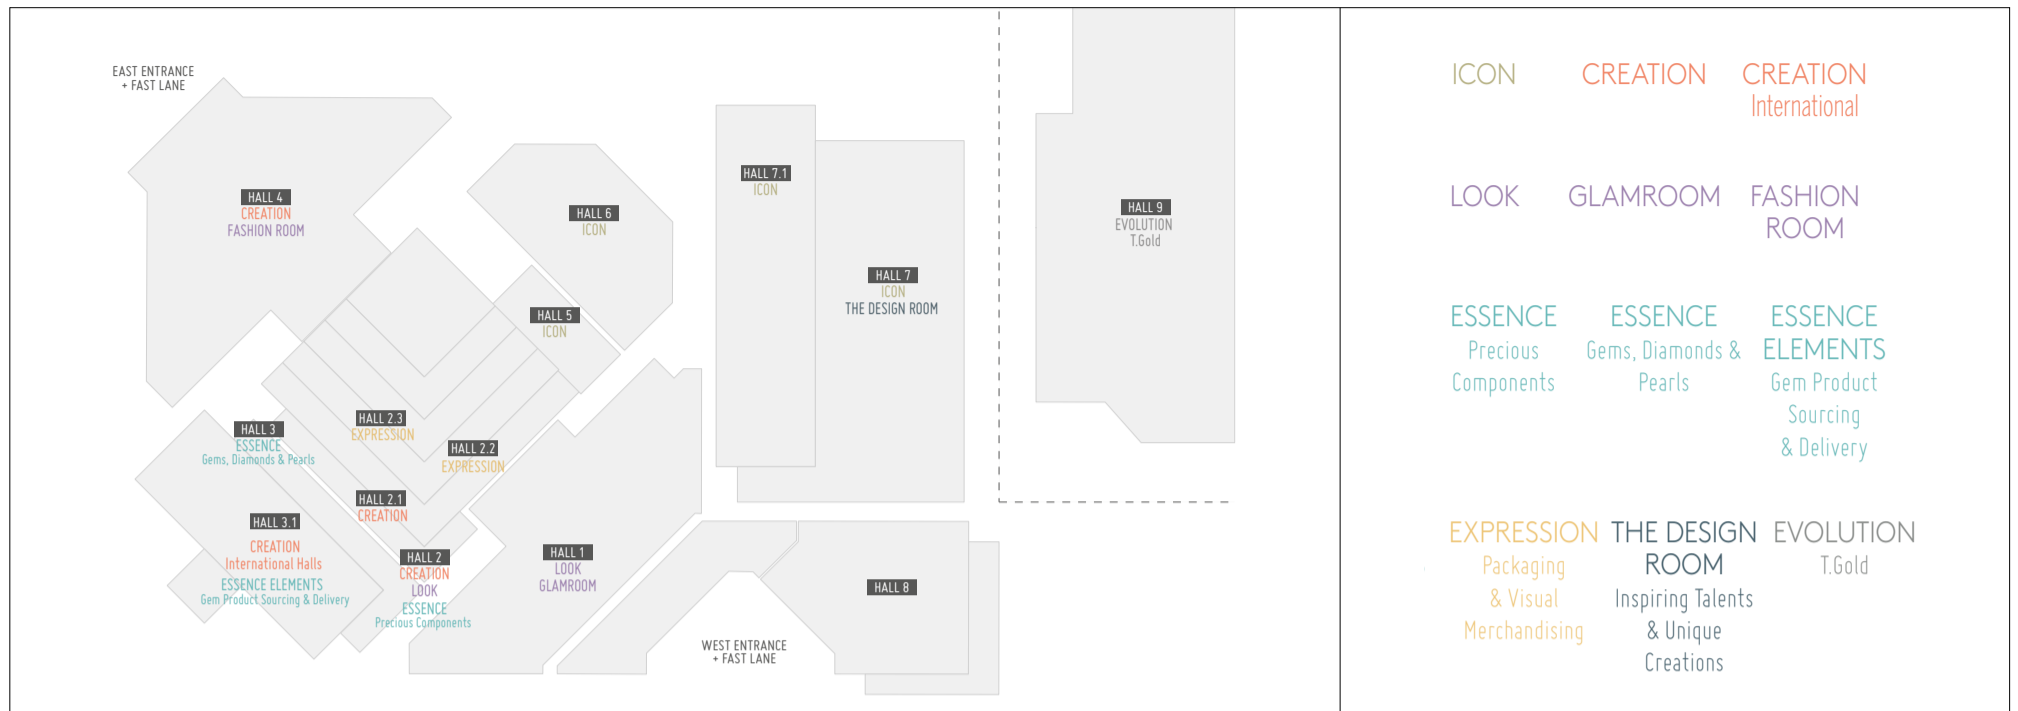 EAST ENTRANCE
+ FAST LANE
HALL 4
CREATION
FASHION ROOM
HALL 6
ICON
HALL 7.1
ICON
HALL 7
ICON
THE DESIGN ROOM
HALL 9
EVOLUTION
T.Gold
HALL 5
ICON
HALL 2.3
EXPRESSION
HALL 2.2
EXPRESSION
HALL 3
ESSENCE
Gems, Diamonds & Pearls
HALL 2.1
CREATION
HALL 3.1
CREATION
International Halls
ESSENCE ELEMENTS
Gem Product Sourcing & Delivery
HALL 2
CREATION
LOOK
ESSENCE
Precious Components
HALL 1
LOOK
GLAMROOM
HALL 8
WEST ENTRANCE
+ FAST LANE
ICON
CREATION
CREATION
International
LOOK
GLAMROOM
FASHION
ROOM
ESSENCE
Precious
Components
ESSENCE
Gems, Diamonds &
Pearls
ESSENCE
ELEMENTS
Gem Product
Sourcing
& Delivery
EXPRESSION
Packaging
& Visual
Merchandising
THE DESIGN
ROOM
Inspiring Talents
& Unique
Creations
EVOLUTION
T.Gold